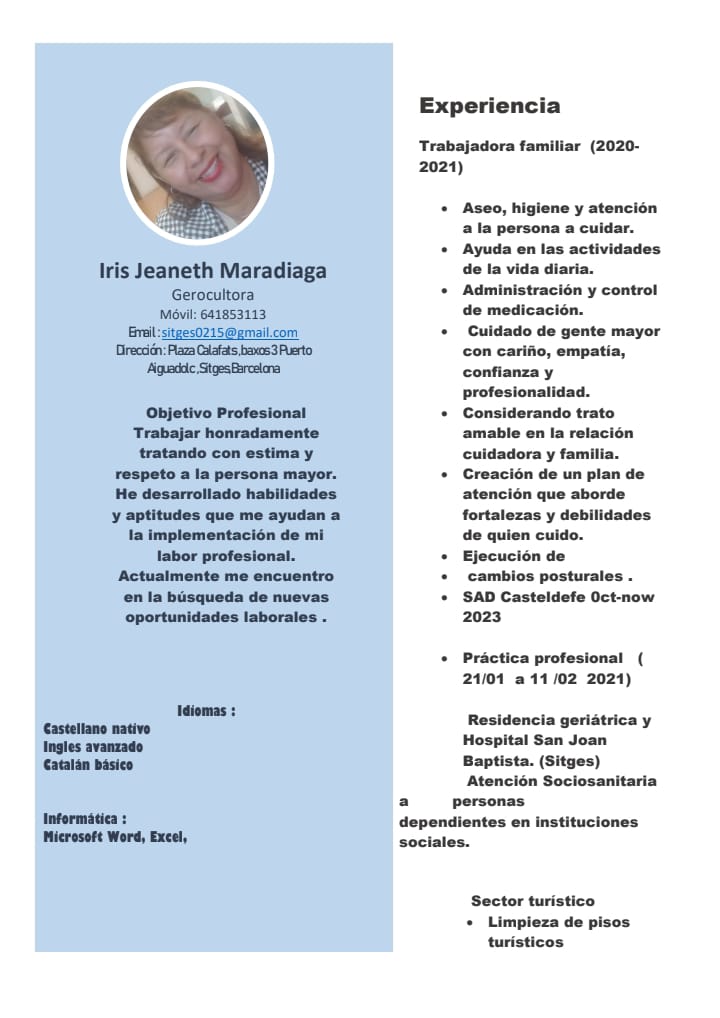 Iris Jeaneth Maradiaga
Gerocultora
Móvil: 641853113
Email : sitges0215@gmail.com
Dirección : Plaza Calafats ,baxos 3 Puerto
Aiguadolc ,Sitges,Barcelona
Objetivo Profesional
Trabajar honradamente
tratando con estima y
respeto a la persona mayor.
He desarrollado habilidades
y aptitudes que me ayudan a
la implementación de mi
labor profesional.
Actualmente me encuentro
en la búsqueda de nuevas
oportunidades laborales .
Idiomas :
Castellano nativo
Ingles avanzado
Catalán básico
Informática :
Microsoft Word, Excel,
Experiencia
Trabajadora familiar (2020-
2021)
• Aseo, higiene y atención
a la persona a cuidar.
• Ayuda en las actividades
de la vida diaria.
• Administración y control
de medicación.
• Cuidado de gente mayor
con cariño, empatía,
confianza y
profesionalidad.
• Considerando trato
amable en la relación
cuidadora y familia.
• Creación de un plan de
atención que aborde
fortalezas y debilidades
de quien cuido.
• Ejecución de
• cambios posturales .
• SAD Casteldefe 0ct-now
2023
• Práctica profesional (
21/01 a 11 /02 2021)
Residencia geriátrica y
Hospital San Joan
Baptista. (Sitges)
Atención Sociosanitaria
a personas
dependientes en instituciones
sociales.
Sector turístico
• Limpieza de pisos
turísticos